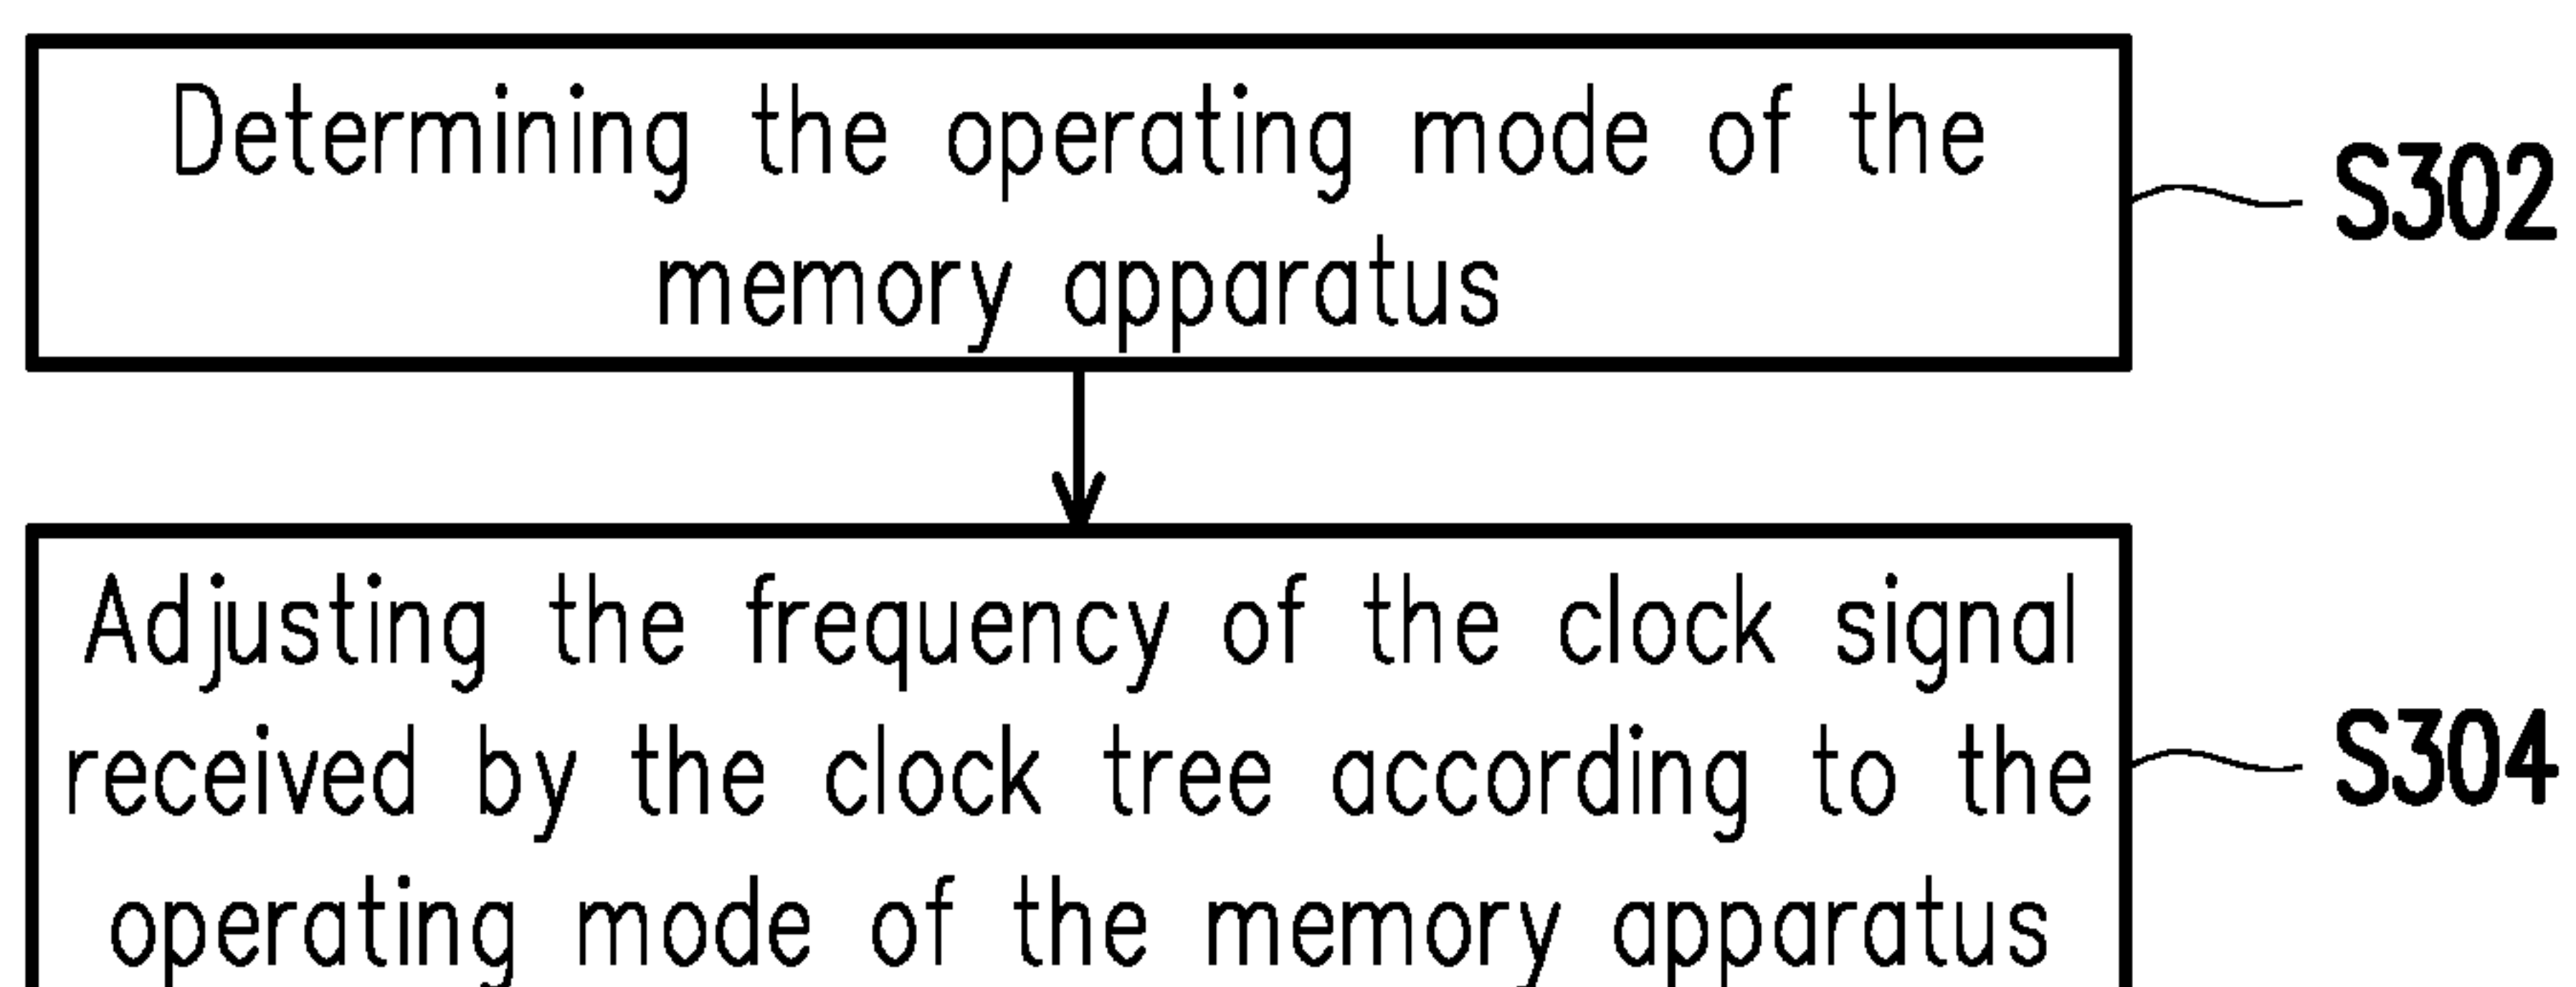 Determining the operating mode of the
memory apparatus
S302
Adjusting the frequency of the clock signal
received by the clock tree according to the
operating mode of the memory apparatus
S304